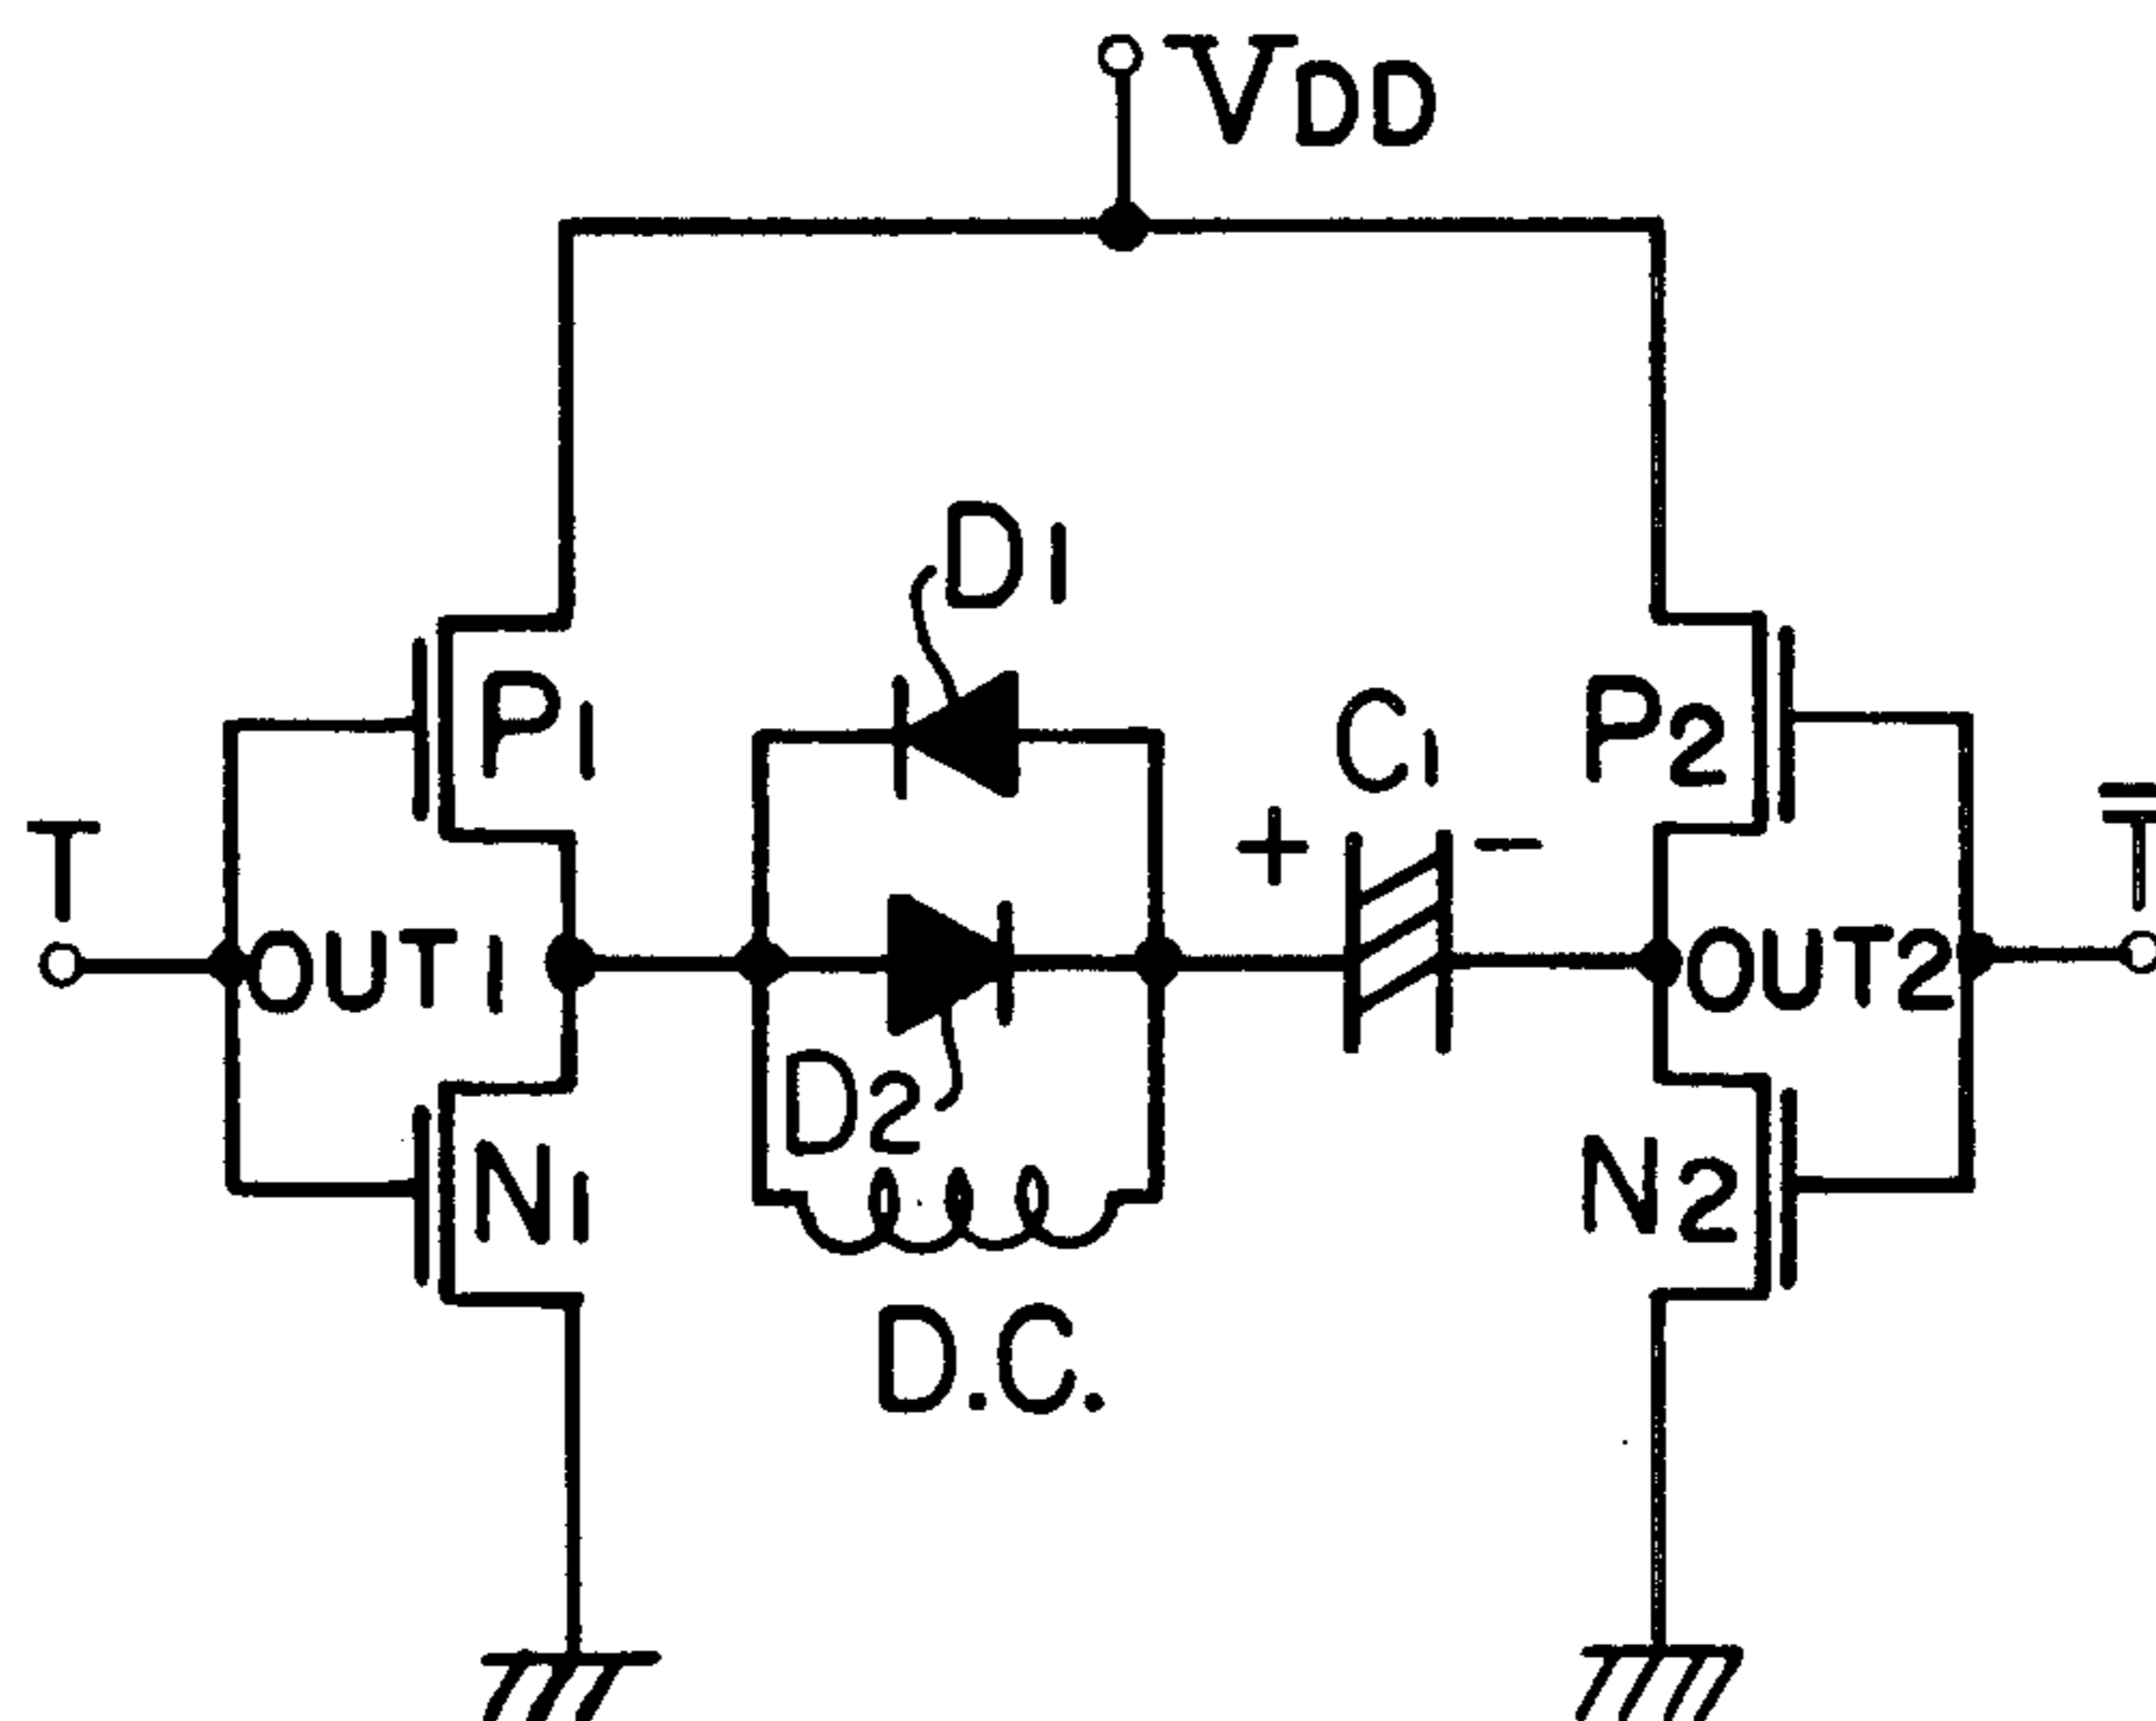 VDD
D1
P1
C1
P2
T
+
−
T̅
OUT1
OUT2
D2
N1
N2
D.C.